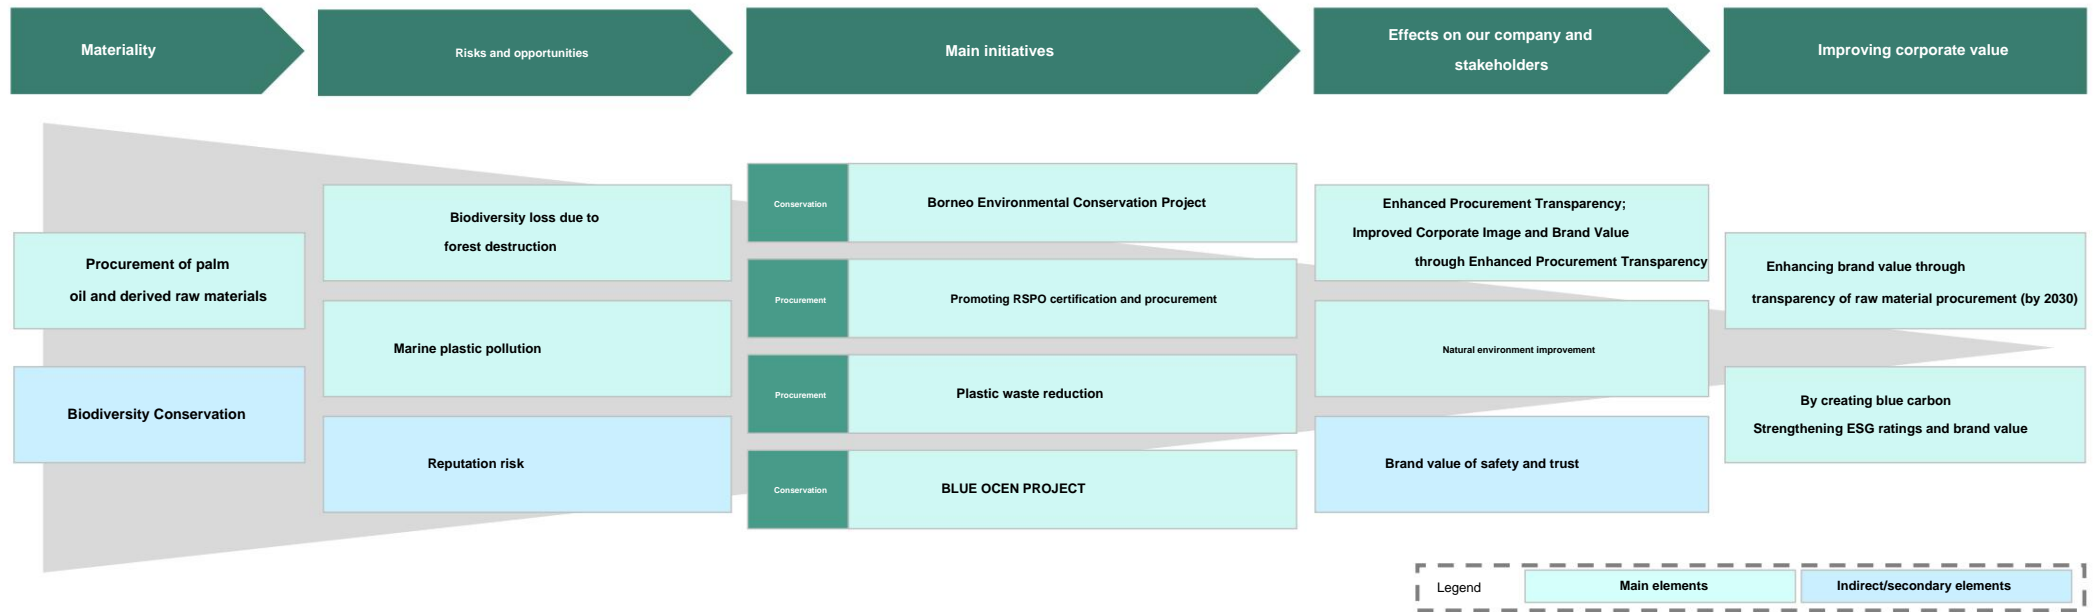 Materiality
Risks and opportunities
Main initiatives
Effects on our company and
stakeholders
Improving corporate value
Procurement of palm
oil and derived raw materials
Biodiversity Conservation
Biodiversity loss due to
forest destruction
Marine plastic pollution
Reputation risk
Conservation
Borneo Environmental Conservation Project
Procurement
Promoting RSPO certification and procurement
Procurement
Plastic waste reduction
Conservation
BLUE OCEN PROJECT
Enhanced Procurement Transparency;
Improved Corporate Image and Brand Value
through Enhanced Procurement Transparency
Natural environment improvement
Brand value of safety and trust
Enhancing brand value through
transparency of raw material procurement (by 2030)
By creating blue carbon
Strengthening ESG ratings and brand value
Legend
Main elements
Indirect/secondary elements